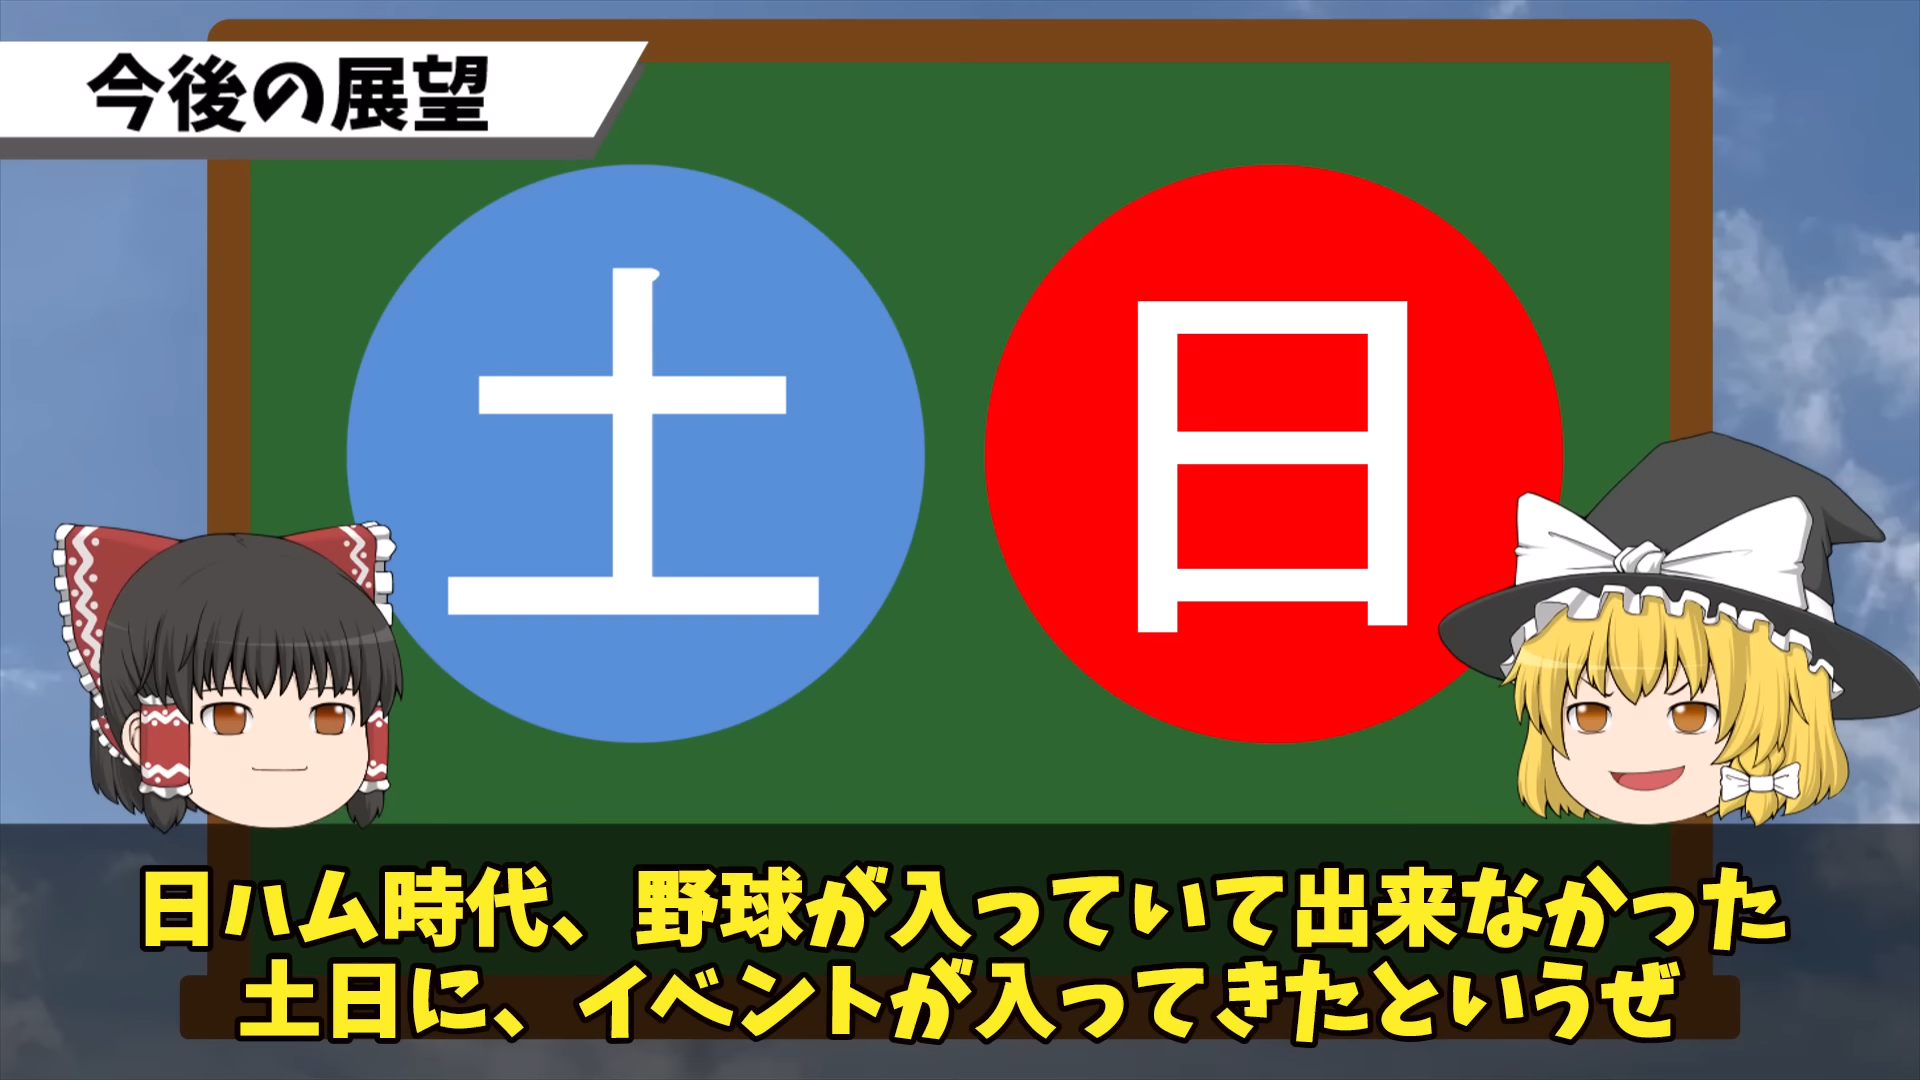 今後の展望
土 日
日ハム時代、野球が入っていて出来なかった
土日に、イベントが入ってきたというぜ